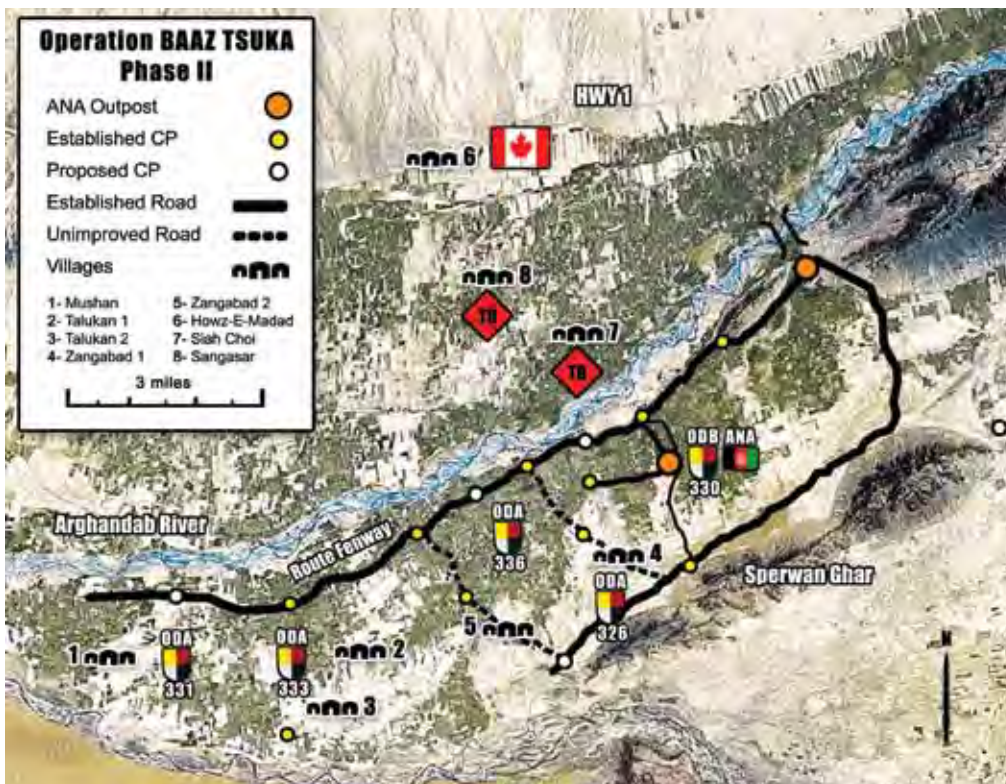 Operation BAAZ TSUKA
Phase II
ANA Outpost
Established CP
Proposed CP
Established Road
Unimproved Road
Villages
1- Mushan
2- Talukan 1
3- Talukan 2
4- Zangabad 1
5- Zangabad 2
6- Howz-E-Madad
7- Siah Choi
8- Sangasar
3 miles
HWY 1
6
8
TB
7
TB
ODB ANA
330
Arghandab River
Route Fenway
ODA
336
4
Sperwan Ghar
ODA
326
5
1
ODA
331
ODA
333
2
3
N